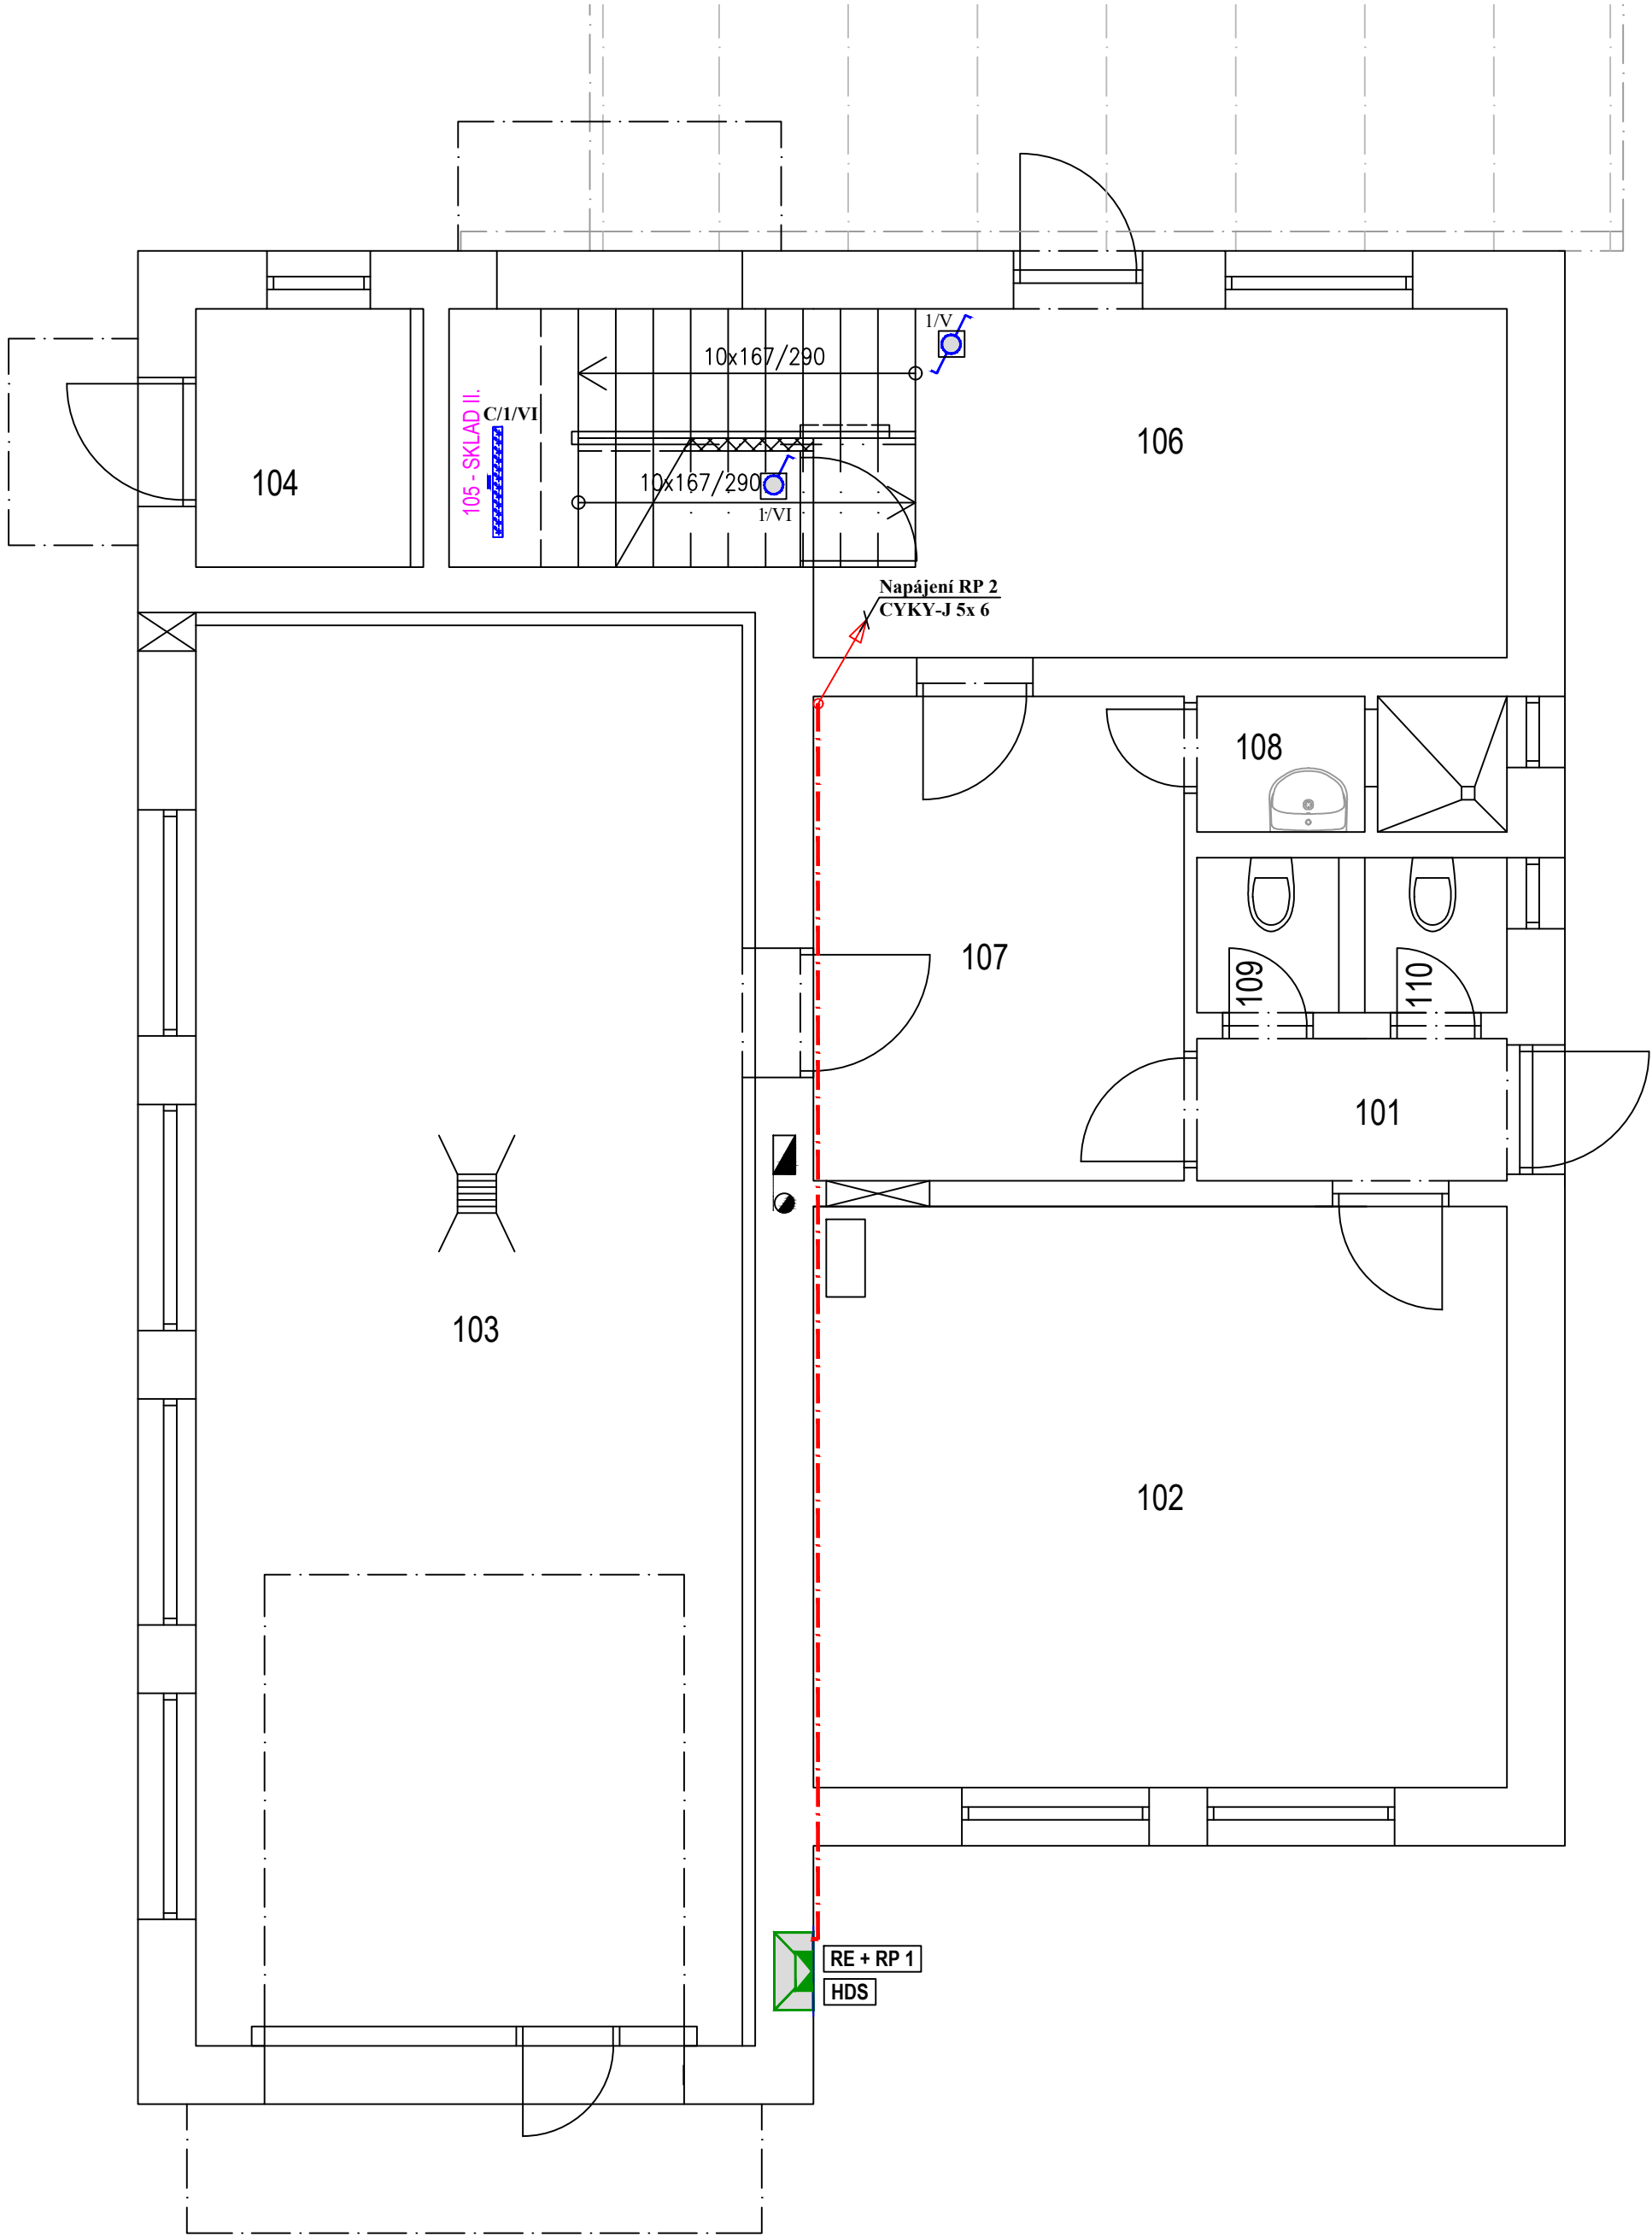 1/V
10x167/290
C/1/VI
105 - SKLAD II.
106
104
10x167/290
1/VI
Napájení RP 2
CYKY-J 5x 6
108
107
109
110
101
103
102
RE + RP 1
HDS